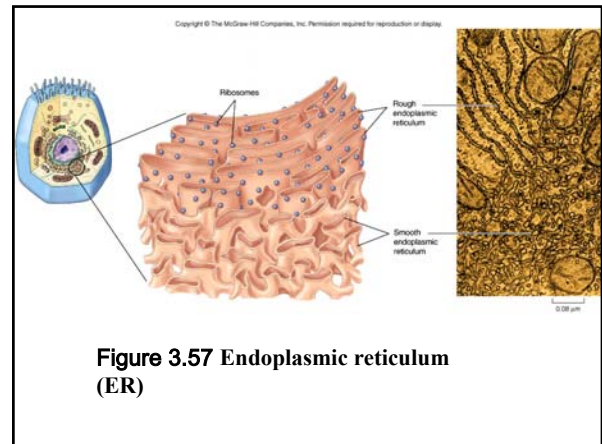 Copyright © The McGraw-Hill Companies, Inc. Permission required for reproduction or display.
Ribosomes
Rough
endoplasmic
reticulum
Smooth
endoplasmic
reticulum
0.08 µm
Figure 3.57 Endoplasmic reticulum
(ER)